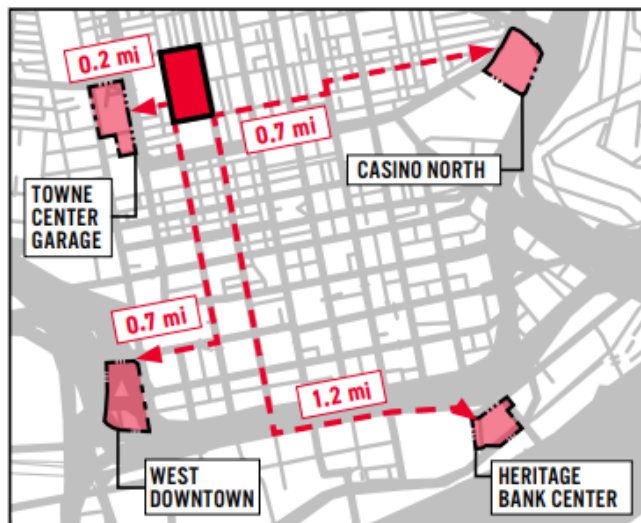 0.2 mi
0.7 mi
CASINO NORTH
TOWNE
CENTER
GARAGE
0.7 mi
1.2 mi
WEST
DOWNTOWN
HERITAGE
BANK CENTER